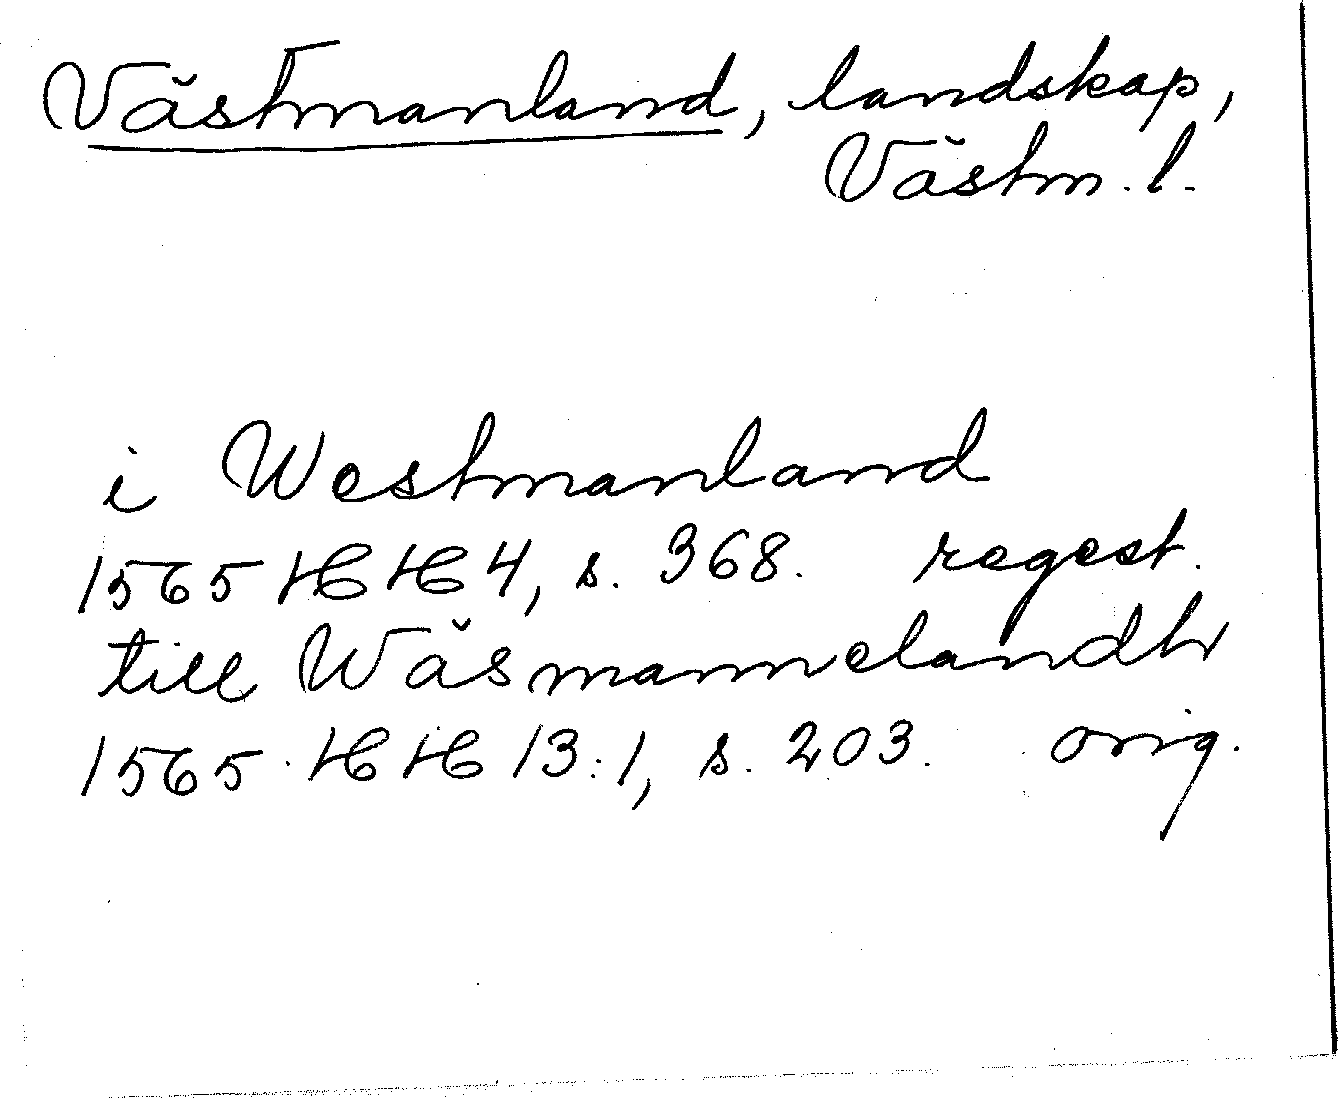 Västmanland, landskap,
Västm. l.
i Westmanland
1565 HH 4, s. 368. regest.
till Wäsmannelandh
1565 HH 13:1, s. 203. orig.